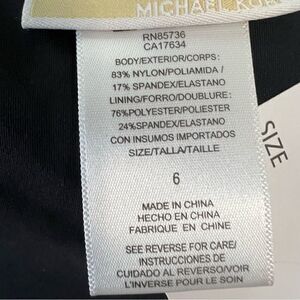 MICHAEL KORS
RN85736
CA17634
BODY/EXTERIOR/CORPS:
83% NYLON/POLIAMIDA/
17% SPANDEX/ELASTANO
LINING/FORRO/DOUBLURE:
76%POLYESTER/POLIESTER
24%SPANDEX/ELASTANO
CON INSUMOS IMPORTADOS
SIZE/TALLA/TAILLE
6
MADE IN CHINA
HECHO EN CHINA
FABRIQUE EN CHINE
SEE REVERSE FOR CARE/
INSTRUCCIONES DE
CUIDADO AL REVERSO/VOIR
L'INVERSE POUR LE SOIN
SIZE